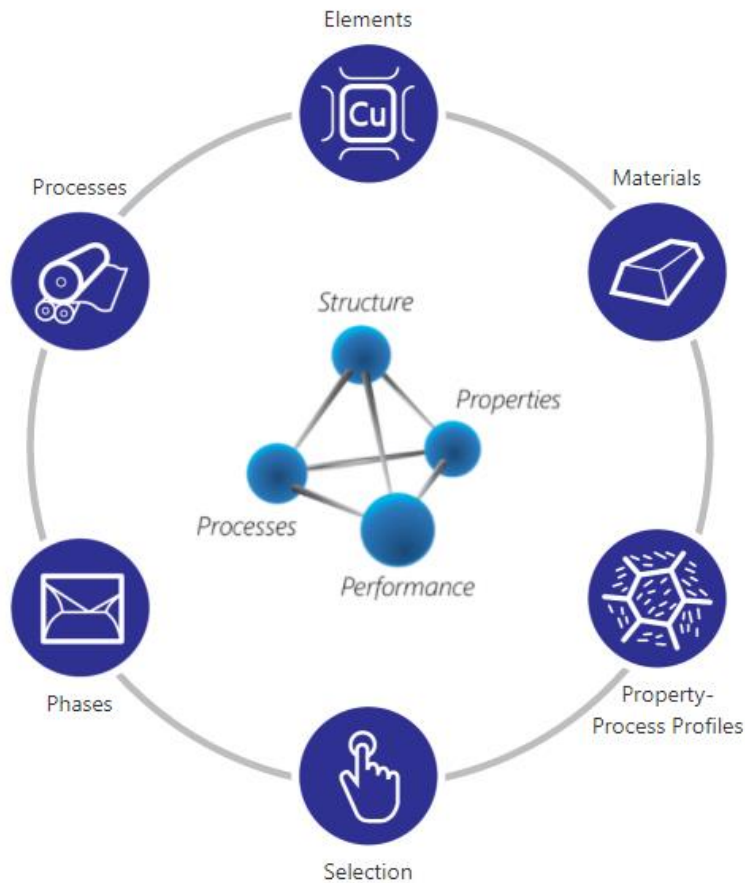 Elements
Cu
Processes
Materials
Structure
Properties
Processes
Performance
Phases
Property-
Process Profiles
Selection